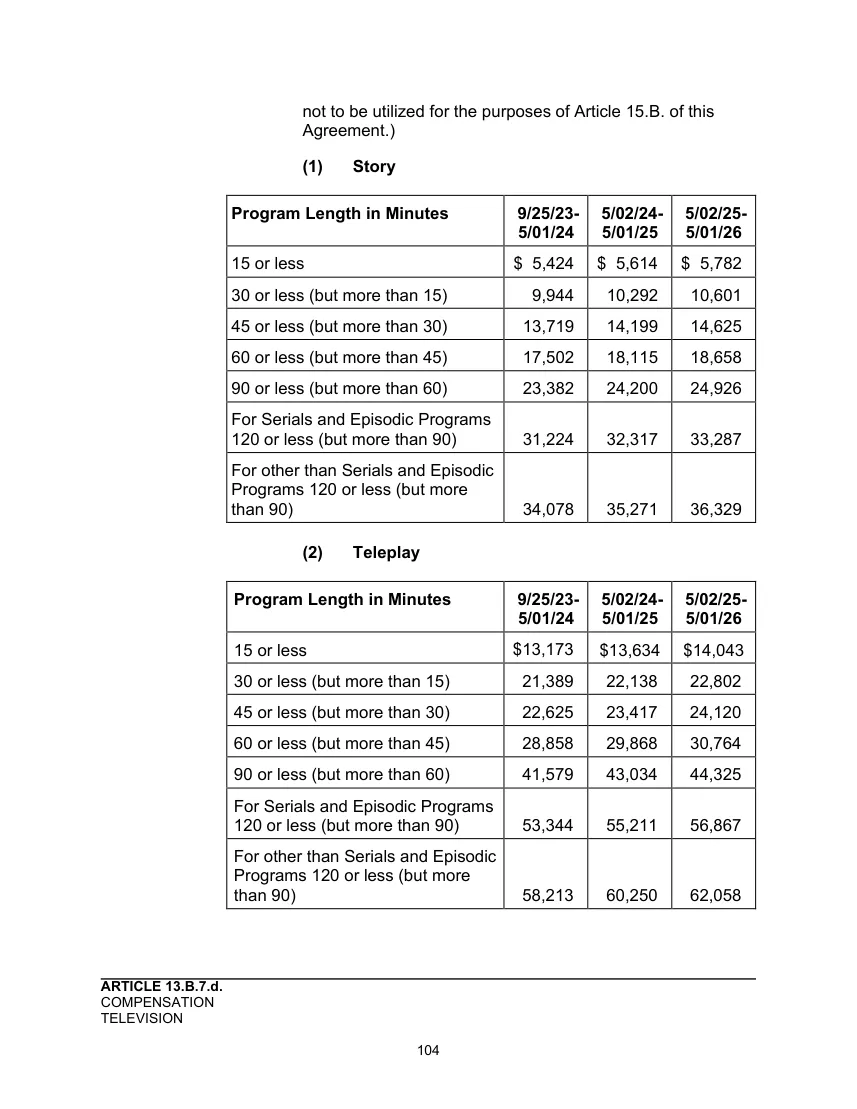 not to be utilized for the purposes of Article 15.B. of this
Agreement.)
(1) Story
Program Length in Minutes 9/25/23- 5/02/24- 5/02/25-
5/01/24 5/01/25 5/01/26
15 or less $ 5,424 $ 5,614 $ 5,782
30 or less (but more than 15) 9,944 10,292 10,601
45 or less (but more than 30) 13,719 14,199 14,625
60 or less (but more than 45) 17,502 18,115 18,658
90 or less (but more than 60) 23,382 24,200 24,926
For Serials and Episodic Programs
120 or less (but more than 90) 31,224 32,317 33,287
For other than Serials and Episodic
Programs 120 or less (but more
than 90) 34,078 35,271 36,329
(2) Teleplay
Program Length in Minutes 9/25/23- 5/02/24- 5/02/25-
5/01/24 5/01/25 5/01/26
15 or less $13,173 $13,634 $14,043
30 or less (but more than 15) 21,389 22,138 22,802
45 or less (but more than 30) 22,625 23,417 24,120
60 or less (but more than 45) 28,858 29,868 30,764
90 or less (but more than 60) 41,579 43,034 44,325
For Serials and Episodic Programs
120 or less (but more than 90) 53,344 55,211 56,867
For other than Serials and Episodic
Programs 120 or less (but more
than 90) 58,213 60,250 62,058
ARTICLE 13.B.7.d.
COMPENSATION
TELEVISION
104